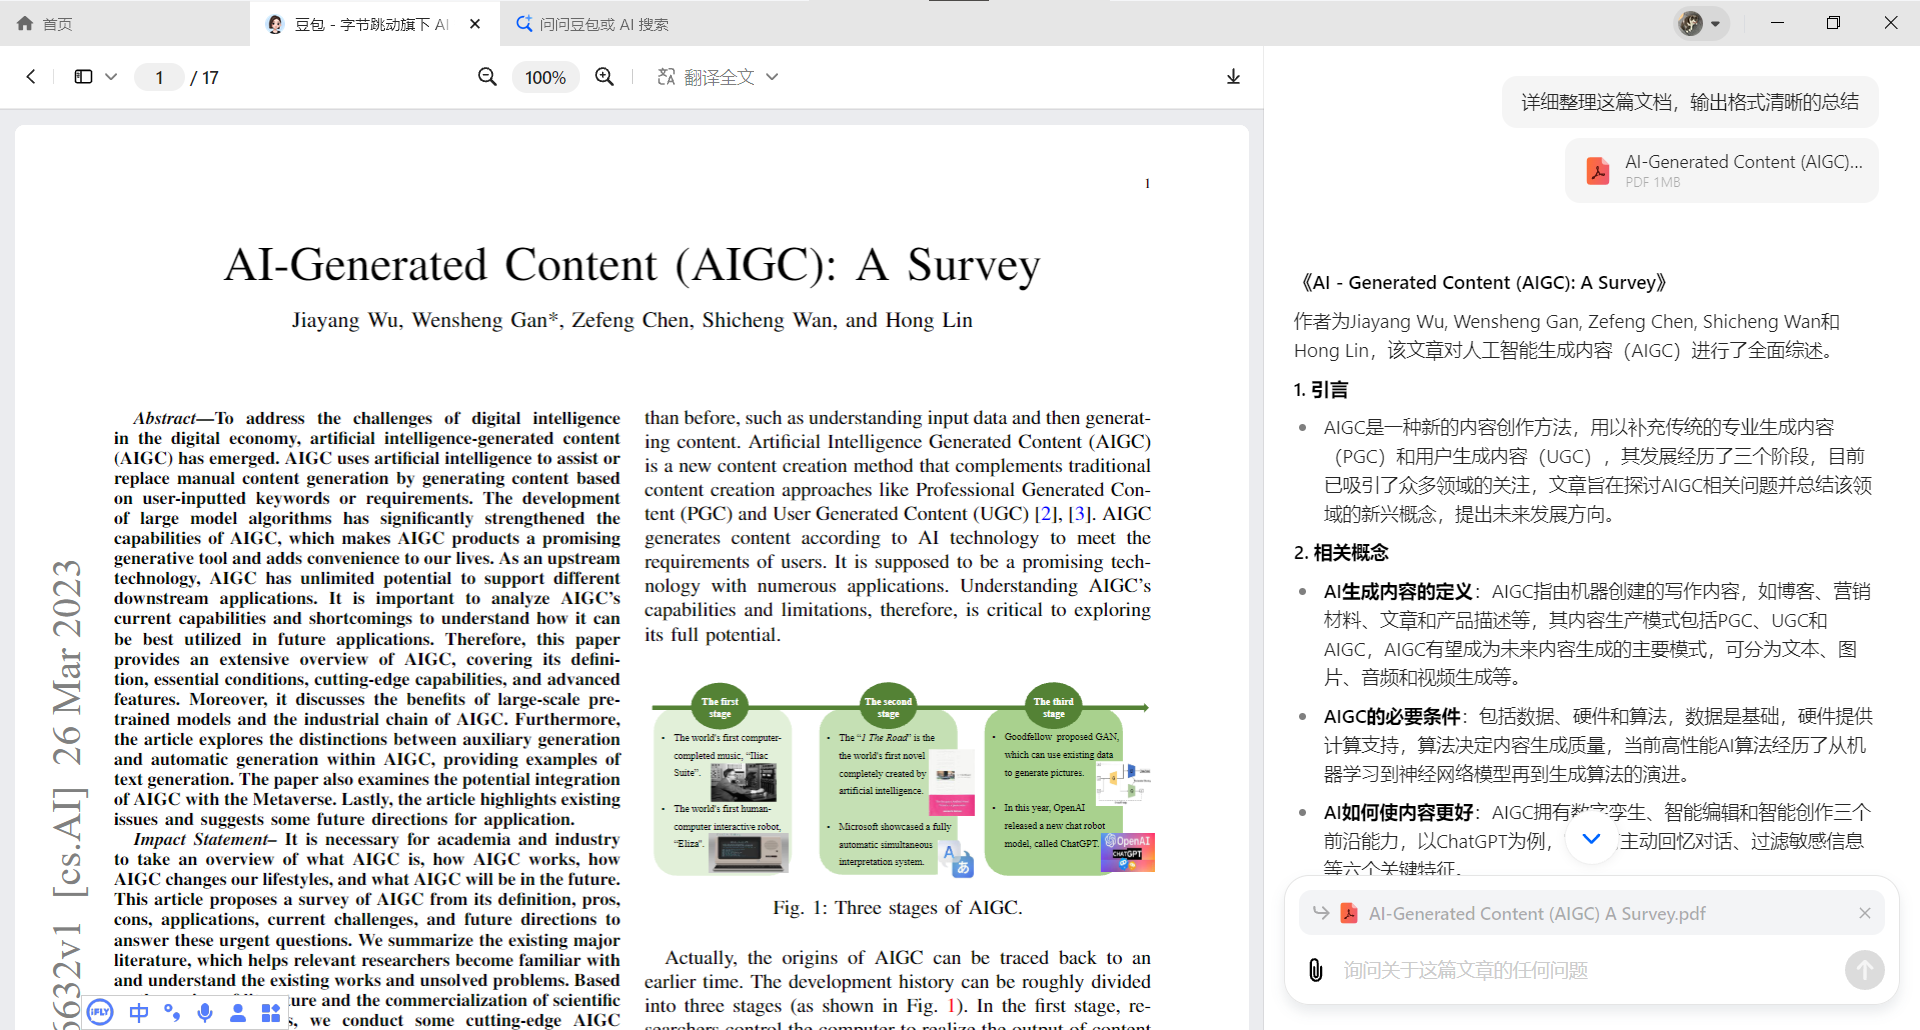 首页
豆包 - 字节跳动旗下 AI
问问豆包或 AI 搜索
1 / 17
100%
翻译全文
1
AI-Generated Content (AIGC): A Survey
Jiayang Wu, Wensheng Gan*, Zefeng Chen, Shicheng Wan, and Hong Lin
6632v1 [cs.AI] 26 Mar 2023
Abstract—To address the challenges of digital intelligence
in the digital economy, artificial intelligence-generated content
(AIGC) has emerged. AIGC uses artificial intelligence to assist or
replace manual content generation by generating content based
on user-inputted keywords or requirements. The development
of large model algorithms has significantly strengthened the
capabilities of AIGC, which makes AIGC products a promising
generative tool and adds convenience to our lives. As an upstream
technology, AIGC has unlimited potential to support different
downstream applications. It is important to analyze AIGC's
current capabilities and shortcomings to understand how it can
be best utilized in future applications. Therefore, this paper
provides an extensive overview of AIGC, covering its defini-
tion, essential conditions, cutting-edge capabilities, and advanced
features. Moreover, it discusses the benefits of large-scale pre-
trained models and the industrial chain of AIGC. Furthermore,
the article explores the distinctions between auxiliary generation
and automatic generation within AIGC, providing examples of
text generation. The paper also examines the potential integration
of AIGC with the Metaverse. Lastly, the article highlights existing
issues and suggests some future directions for application.
Impact Statement– It is necessary for academia and industry
to take an overview of what AIGC is, how AIGC works, how
AIGC changes our lifestyles, and what AIGC will be in the future.
This article proposes a survey of AIGC from its definition, pros,
cons, applications, current challenges, and future directions to
answer these urgent questions. We summarize the existing major
literature, which helps relevant researchers become familiar with
and understand the existing works and unsolved problems. Based
ure and the commercialization of scientific
s, we conduct some cutting-edge AIGC
iFLY 中
than before, such as understanding input data and then generat-
ing content. Artificial Intelligence Generated Content (AIGC)
is a new content creation method that complements traditional
content creation approaches like Professional Generated Con-
tent (PGC) and User Generated Content (UGC) [2], [3]. AIGC
generates content according to AI technology to meet the
requirements of users. It is supposed to be a promising tech-
nology with numerous applications. Understanding AIGC's
capabilities and limitations, therefore, is critical to exploring
its full potential.
The first
stage
• The world's first computer-
completed music, "Iliac
Suite".
• The world's first human-
computer interactive robot,
"Eliza".
The second
stage
• The "1 The Road" is the
the world's first novel
completely created by
artificial intelligence.
• Microsoft showcased a fully
automatic simultaneous
interpretation system.
A あ
The third
stage
• Goodfellow proposed GAN,
which can use existing data
to generate pictures.
• In this year, OpenAI
released a new chat robot
model, called ChatGPT.
OpenAI
CHATGPT
Fig. 1: Three stages of AIGC.
Actually, the origins of AIGC can be traced back to an
earlier time. The development history can be roughly divided
into three stages (as shown in Fig. 1). In the first stage, re-
searchers control the computer to realize the output of content
详细整理这篇文档，输出格式清晰的总结
AI-Generated Content (AIGC)...
PDF 1MB
《AI - Generated Content (AIGC): A Survey》
作者为Jiayang Wu, Wensheng Gan, Zefeng Chen, Shicheng Wan和
Hong Lin，该文章对人工智能生成内容（AIGC）进行了全面综述。
1. 引言
• AIGC是一种新的内容创作方法，用以补充传统的专业生成内容
（PGC）和用户生成内容（UGC），其发展经历了三个阶段，目前
已吸引了众多领域的关注，文章旨在探讨AIGC相关问题并总结该领
域的新兴概念，提出未来发展方向。
2. 相关概念
• AI生成内容的定义：AIGC指由机器创建的写作内容，如博客、营销
材料、文章和产品描述等，其内容生产模式包括PGC、UGC和
AIGC，AIGC有望成为未来内容生成的主要模式，可分为文本、图
片、音频和视频生成等。
• AIGC的必要条件：包括数据、硬件和算法，数据是基础，硬件提供
计算支持，算法决定内容生成质量，当前高性能AI算法经历了从机
器学习到神经网络模型再到生成算法的演进。
• AI如何使内容更好：AIGC拥有数字孪生、智能编辑和智能创作三个
前沿能力，以ChatGPT为例，主动回忆对话、过滤敏感信息
等六个关键特征。
AI-Generated Content (AIGC) A Survey.pdf
询问关于这篇文章的任何问题